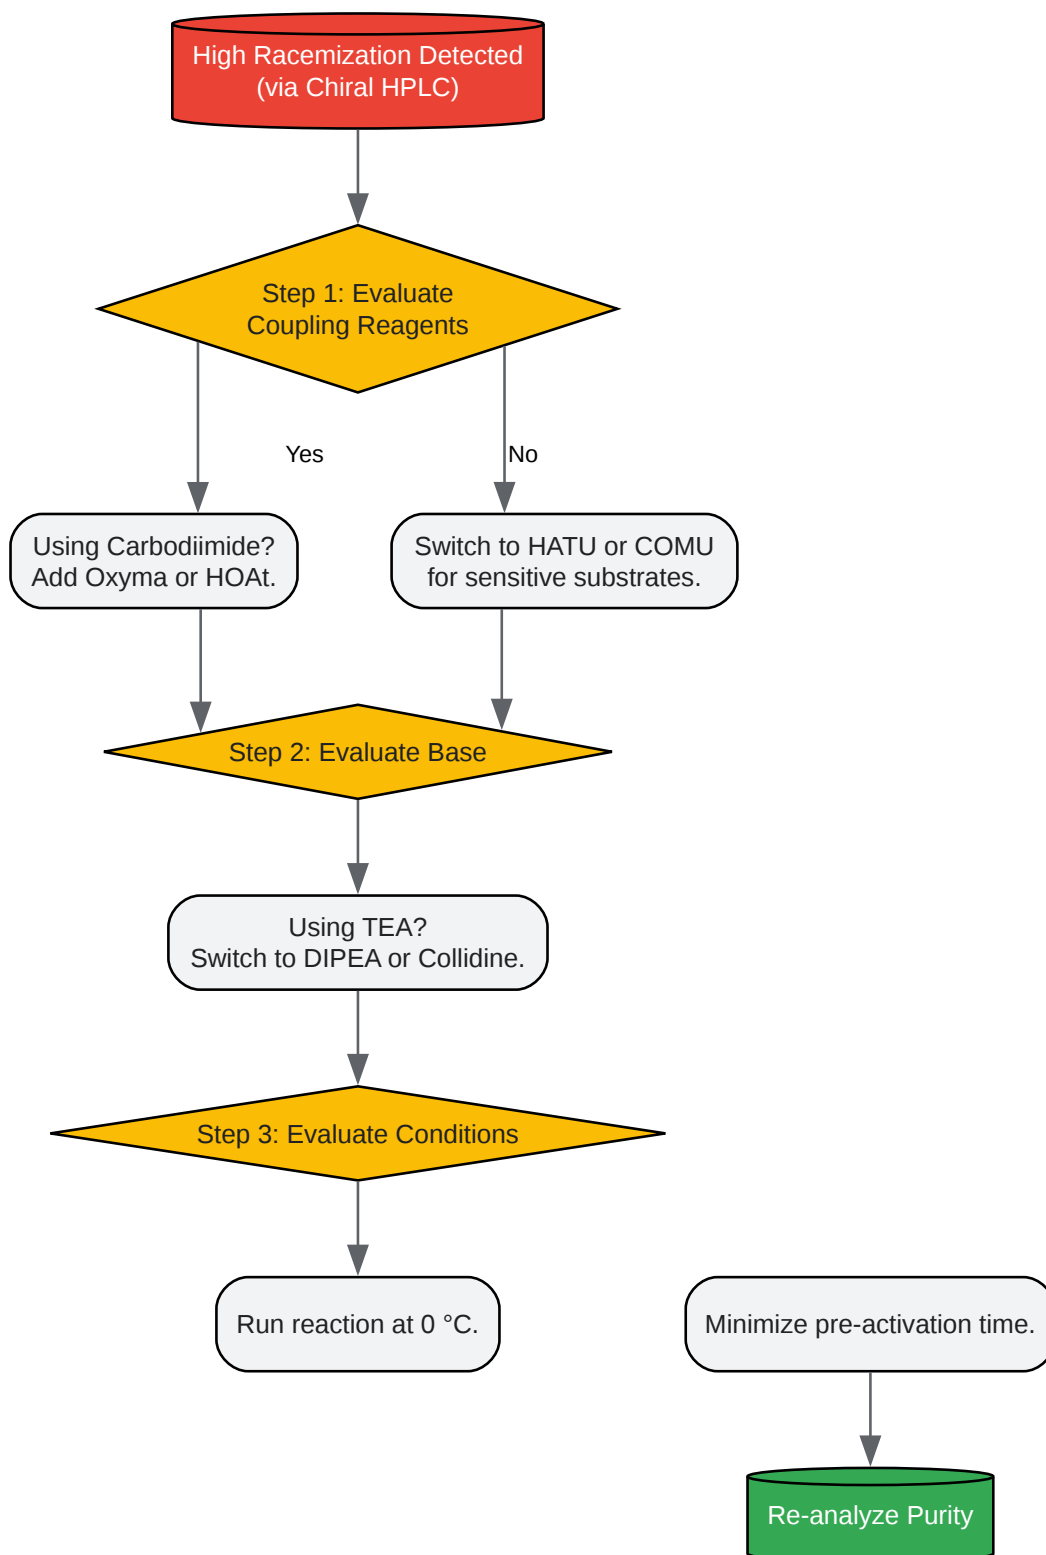 High Racemization Detected
(via Chiral HPLC)
Step 1: Evaluate
Coupling Reagents
Yes
No
Using Carbodiimide?
Add Oxyma or HOAt.
Switch to HATU or COMU
for sensitive substrates.
Step 2: Evaluate Base
Using TEA?
Switch to DIPEA or Collidine.
Step 3: Evaluate Conditions
Run reaction at 0 °C.
Minimize pre-activation time.
Re-analyze Purity